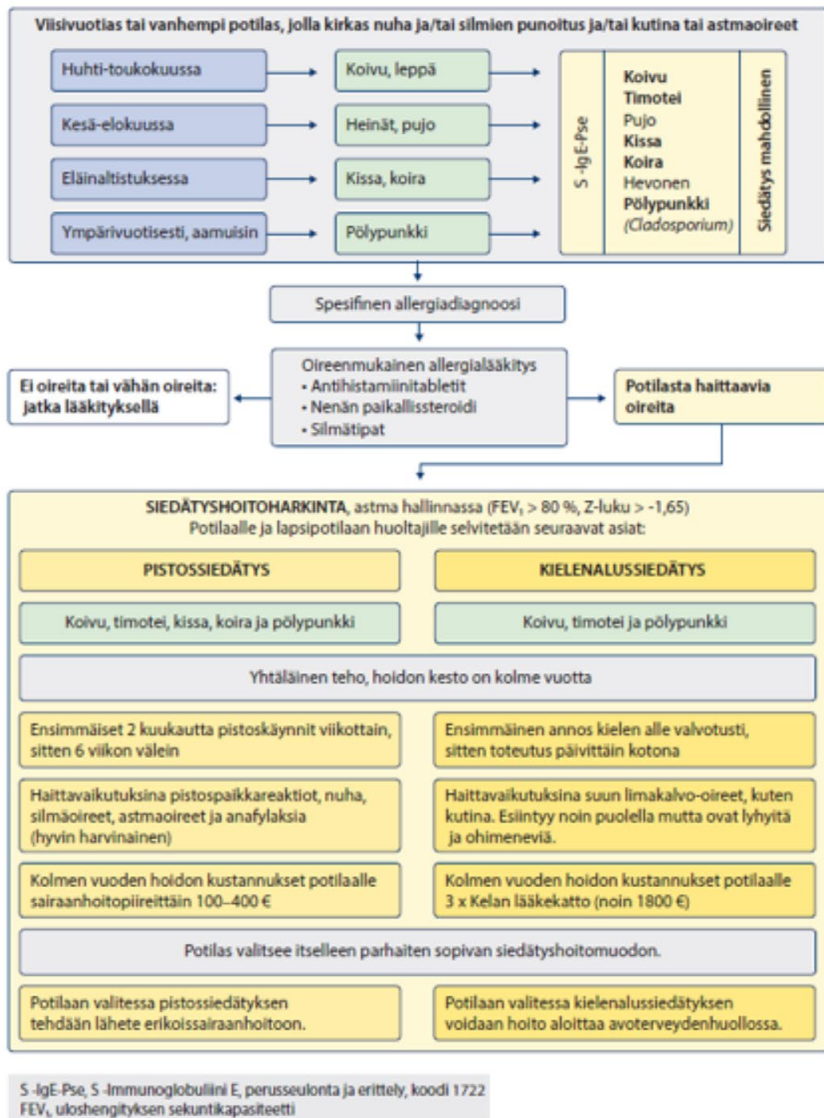 Viisivuotias tai vanhempi potilas, jolla kirkas nuha ja/tai silmien punoitus ja/tai kutina tai astmaoireet
Huhti-toukokuussa
Koivu, leppä
Kesä-elokuussa
Heinät, pujo
Eläinaltistuksessa
Kissa, koira
Ympärivuotisesti, aamuisin
Pölypunkki
S -IgE-Pse
Koivu
Timotei
Pujo
Kissa
Koira
Hevonen
Pölypunkki
(Cladosporium)
Siedätys mahdollinen
Spesifinen allergiadiagnoosi
Ei oireita tai vähän oireita:
jatka lääkityksellä
Oireenmukainen allergialääkitys
• Antihistamiinitabletit
• Nenän paikallissteroidi
• Silmätipat
Potilasta haittaavia
oireita
SIEDÄTYSHOITOHARKINTA, astma hallinnassa (FEV₁ > 80 %, Z-luku > -1,65)
Potilaalle ja lapsipotilaan huoltajille selvitetään seuraavat asiat:
PISTOSSIEDÄTYS
KIELENALUSSIEDÄTYS
Koivu, timotei, kissa, koira ja pölypunkki
Koivu, timotei ja pölypunkki
Yhtäläinen teho, hoidon kesto on kolme vuotta
Ensimmäiset 2 kuukautta pistoskäynnit viikottain,
sitten 6 viikon välein
Ensimmäinen annos kielen alle valvotusti,
sitten toteutus päivittäin kotona
Haittavaikutuksina pistospaikkareaktiot, nuha,
silmäoireet, astmaoireet ja anafylaksia
(hyvin harvinainen)
Haittavaikutuksina suun limakalvo-oireet, kuten
kutina. Esiintyy noin puolella mutta ovat lyhyitä
ja ohimeneviä.
Kolmen vuoden hoidon kustannukset potilaalle
sairaanhoitopiireittäin 100–400 €
Kolmen vuoden hoidon kustannukset potilaalle
3 x Kelan lääkekatto (noin 1800 €)
Potilas valitsee itselleen parhaiten sopivan siedätyshoitomuodon.
Potilaan valitessa pistossiedätyksen
tehdään lähete erikoissairaanhoitoon.
Potilaan valitessa kielenalussiedätyksen
voidaan hoito aloittaa avoterveydenhuollossa.
S -IgE-Pse, S -Immunoglobuliini E, perusseulonta ja erittely, koodi 1722
FEV₁, uloshengityksen sekuntikapasiteetti